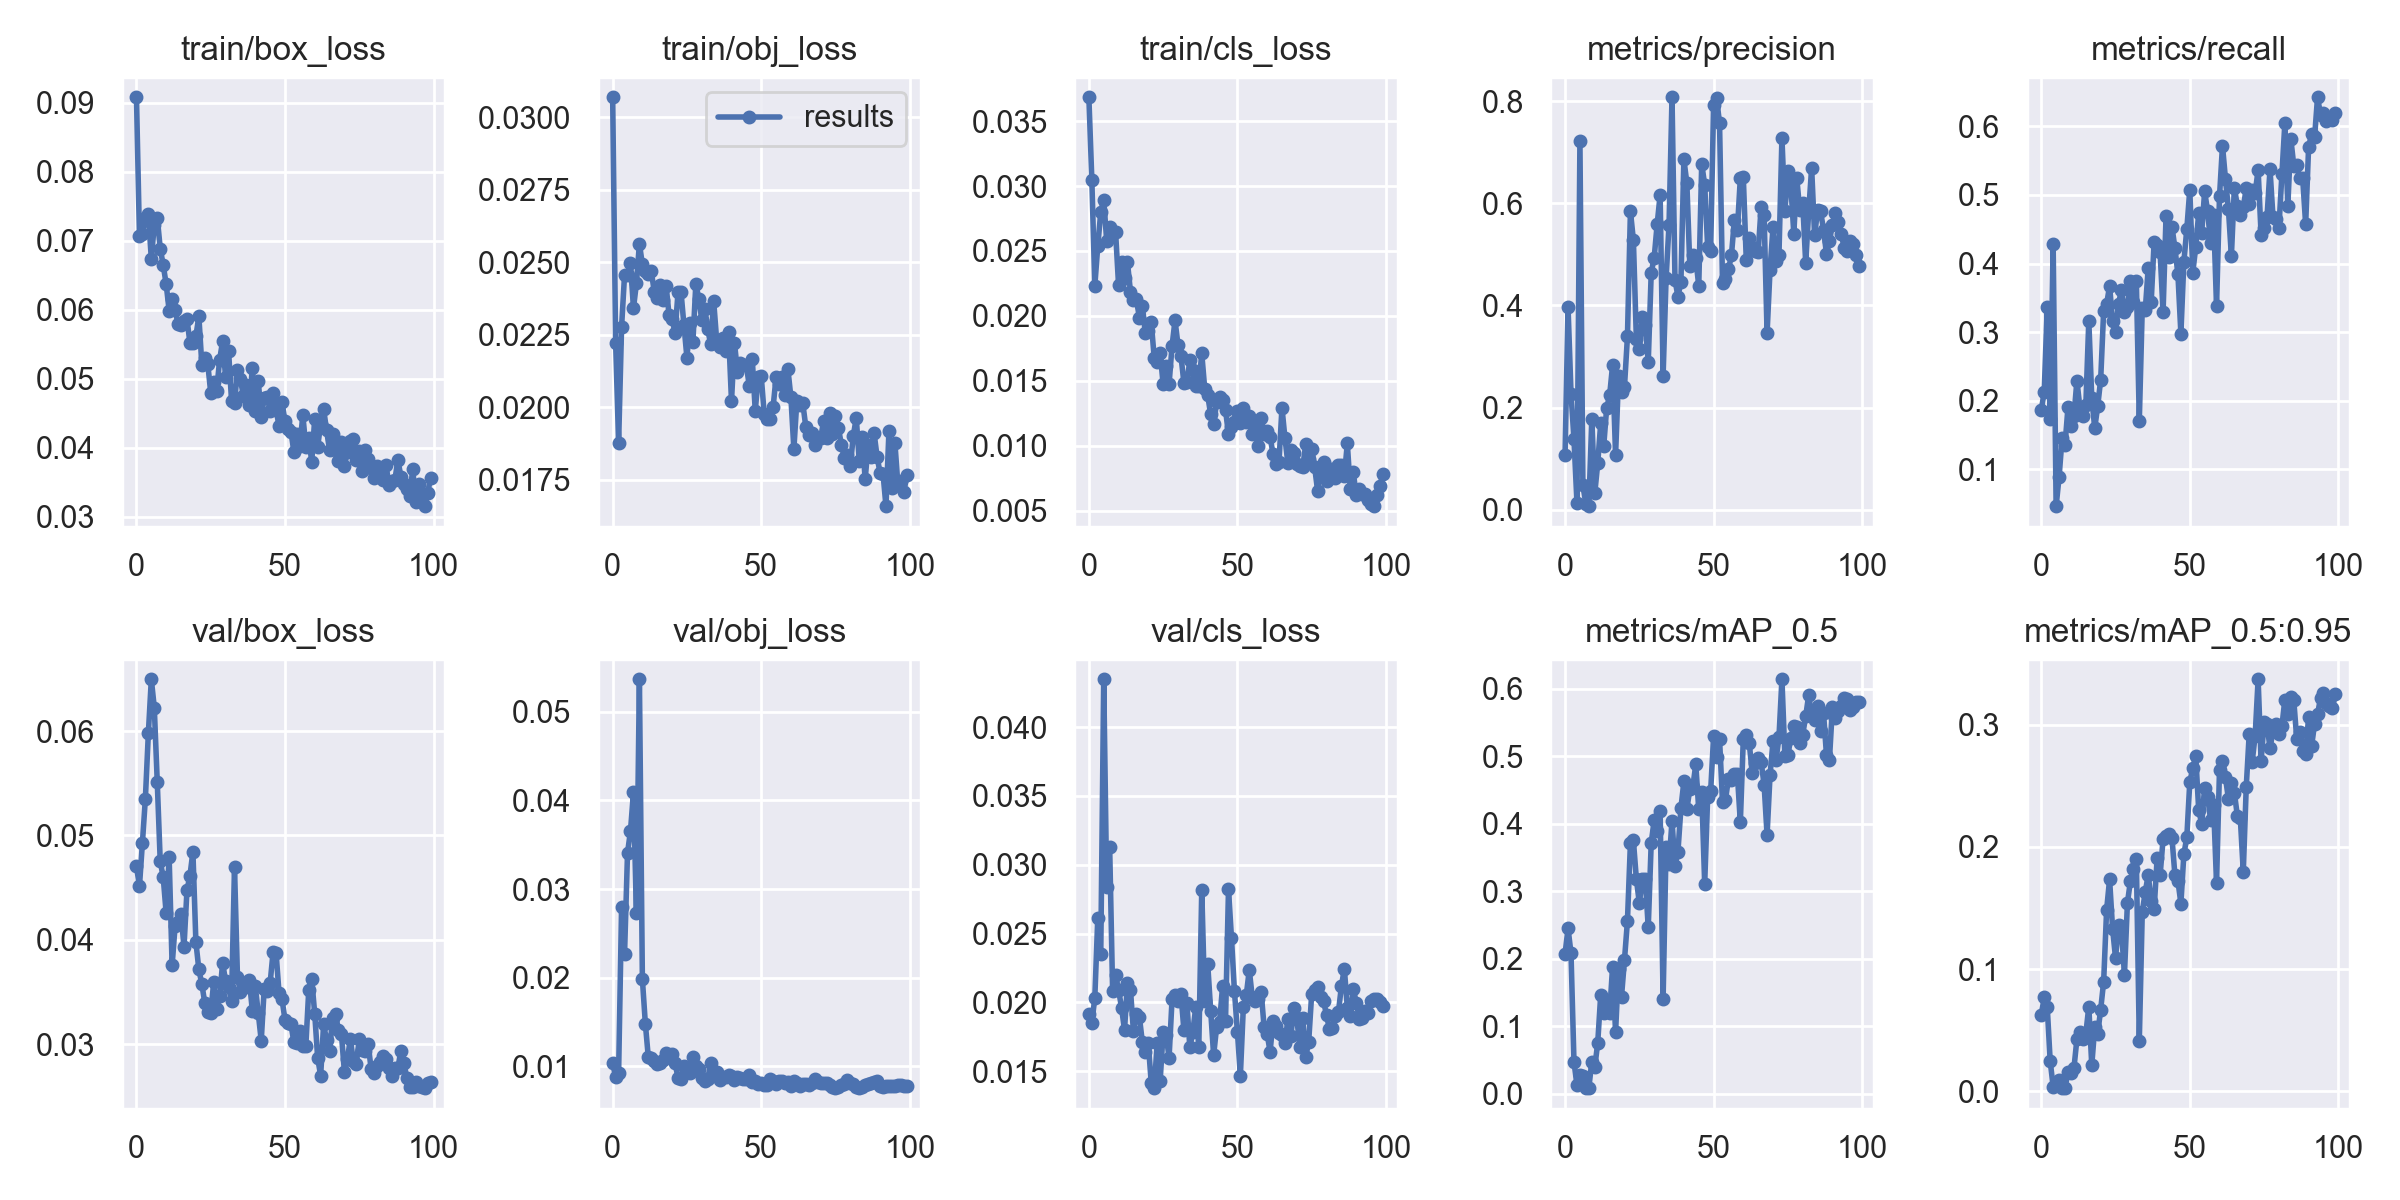 train/box_loss
0.09
0.08
0.07
0.06
0.05
0.04
0.03
0 50 100
train/obj_loss
results
0.0300
0.0275
0.0250
0.0225
0.0200
0.0175
0 50 100
train/cls_loss
0.035
0.030
0.025
0.020
0.015
0.010
0.005
0 50 100
metrics/precision
0.8
0.6
0.4
0.2
0.0
0 50 100
metrics/recall
0.6
0.5
0.4
0.3
0.2
0.1
0 50 100
val/box_loss
0.06
0.05
0.04
0.03
0 50 100
val/obj_loss
0.05
0.04
0.03
0.02
0.01
0 50 100
val/cls_loss
0.040
0.035
0.030
0.025
0.020
0.015
0 50 100
metrics/mAP_0.5
0.6
0.5
0.4
0.3
0.2
0.1
0.0
0 50 100
metrics/mAP_0.5:0.95
0.3
0.2
0.1
0.0
0 50 100